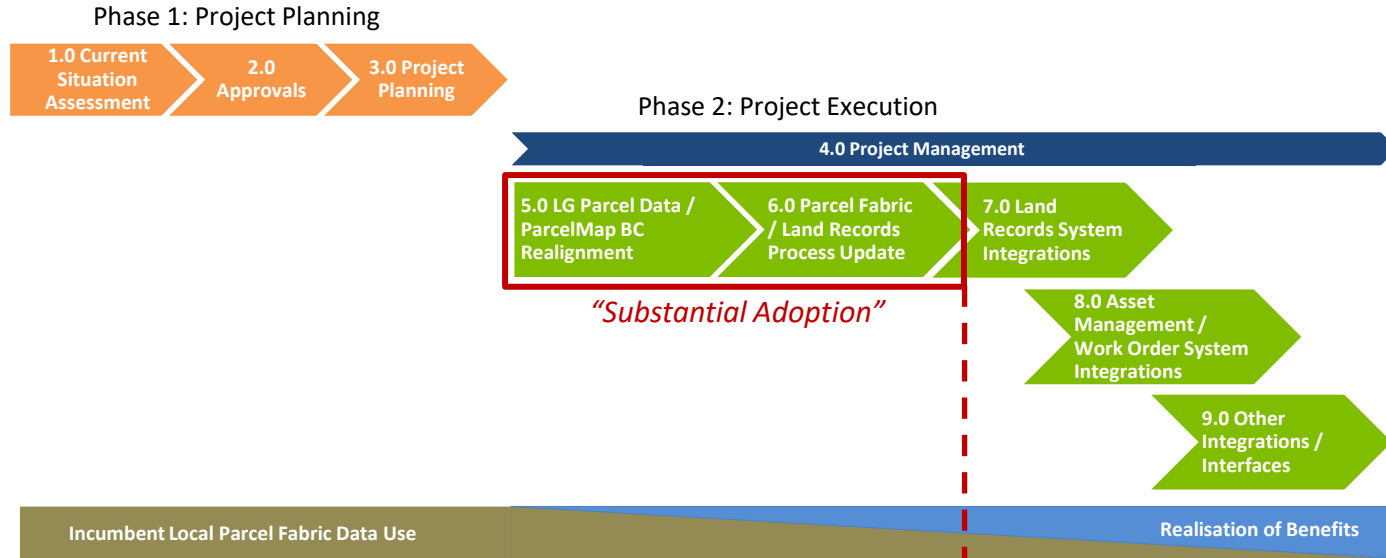 Phase 1: Project Planning
1.0 Current
Situation
Assessment
2.0
Approvals
3.0 Project
Planning
Phase 2: Project Execution
4.0 Project Management
5.0 LG Parcel Data /
ParcelMap BC
Realignment
6.0 Parcel Fabric
/ Land Records
Process Update
7.0 Land
Records System
Integrations
“Substantial Adoption”
8.0 Asset
Management /
Work Order System
Integrations
9.0 Other
Integrations /
Interfaces
Incumbent Local Parcel Fabric Data Use
Realisation of Benefits